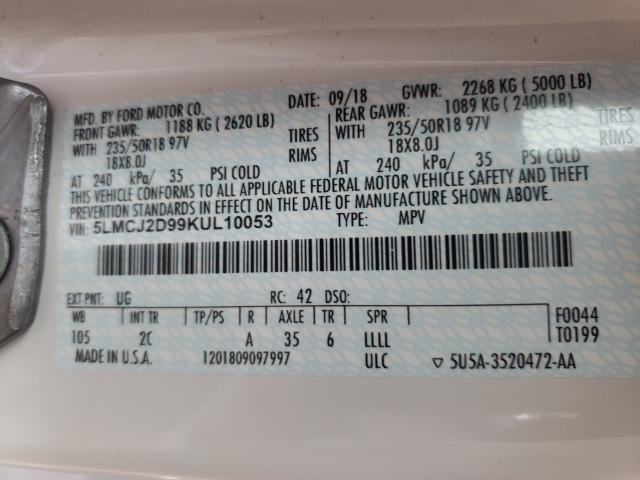 MFD. BY FORD MOTOR CO.
DATE: 09/18 GVWR: 2268 KG ( 5000 LB)
FRONT GAWR: 1188 KG ( 2620 LB) REAR GAWR: 1089 KG ( 2400 LB)
WITH 235/50R18 97V TIRES WITH 235/50R18 97V TIRES
18X8.0J RIMS 18X8.0J RIMS
AT 240 kPa/ 35 PSI COLD AT 240 kPa/ 35 PSI COLD
THIS VEHICLE CONFORMS TO ALL APPLICABLE FEDERAL MOTOR VEHICLE SAFETY AND THEFT
PREVENTION STANDARDS IN EFFECT ON THE DATE OF MANUFACTURE SHOWN ABOVE.
VIN: 5LMCJ2D99KUL10053 TYPE: MPV
EXT PNT: UG RC: 42 DSO:
WB INT TR TP/PS R AXLE TR SPR F0044
105 2C A 35 6 LLLL T0199
MADE IN U.S.A. 1201809097997 ULC ▽ 5U5A-3520472-AA